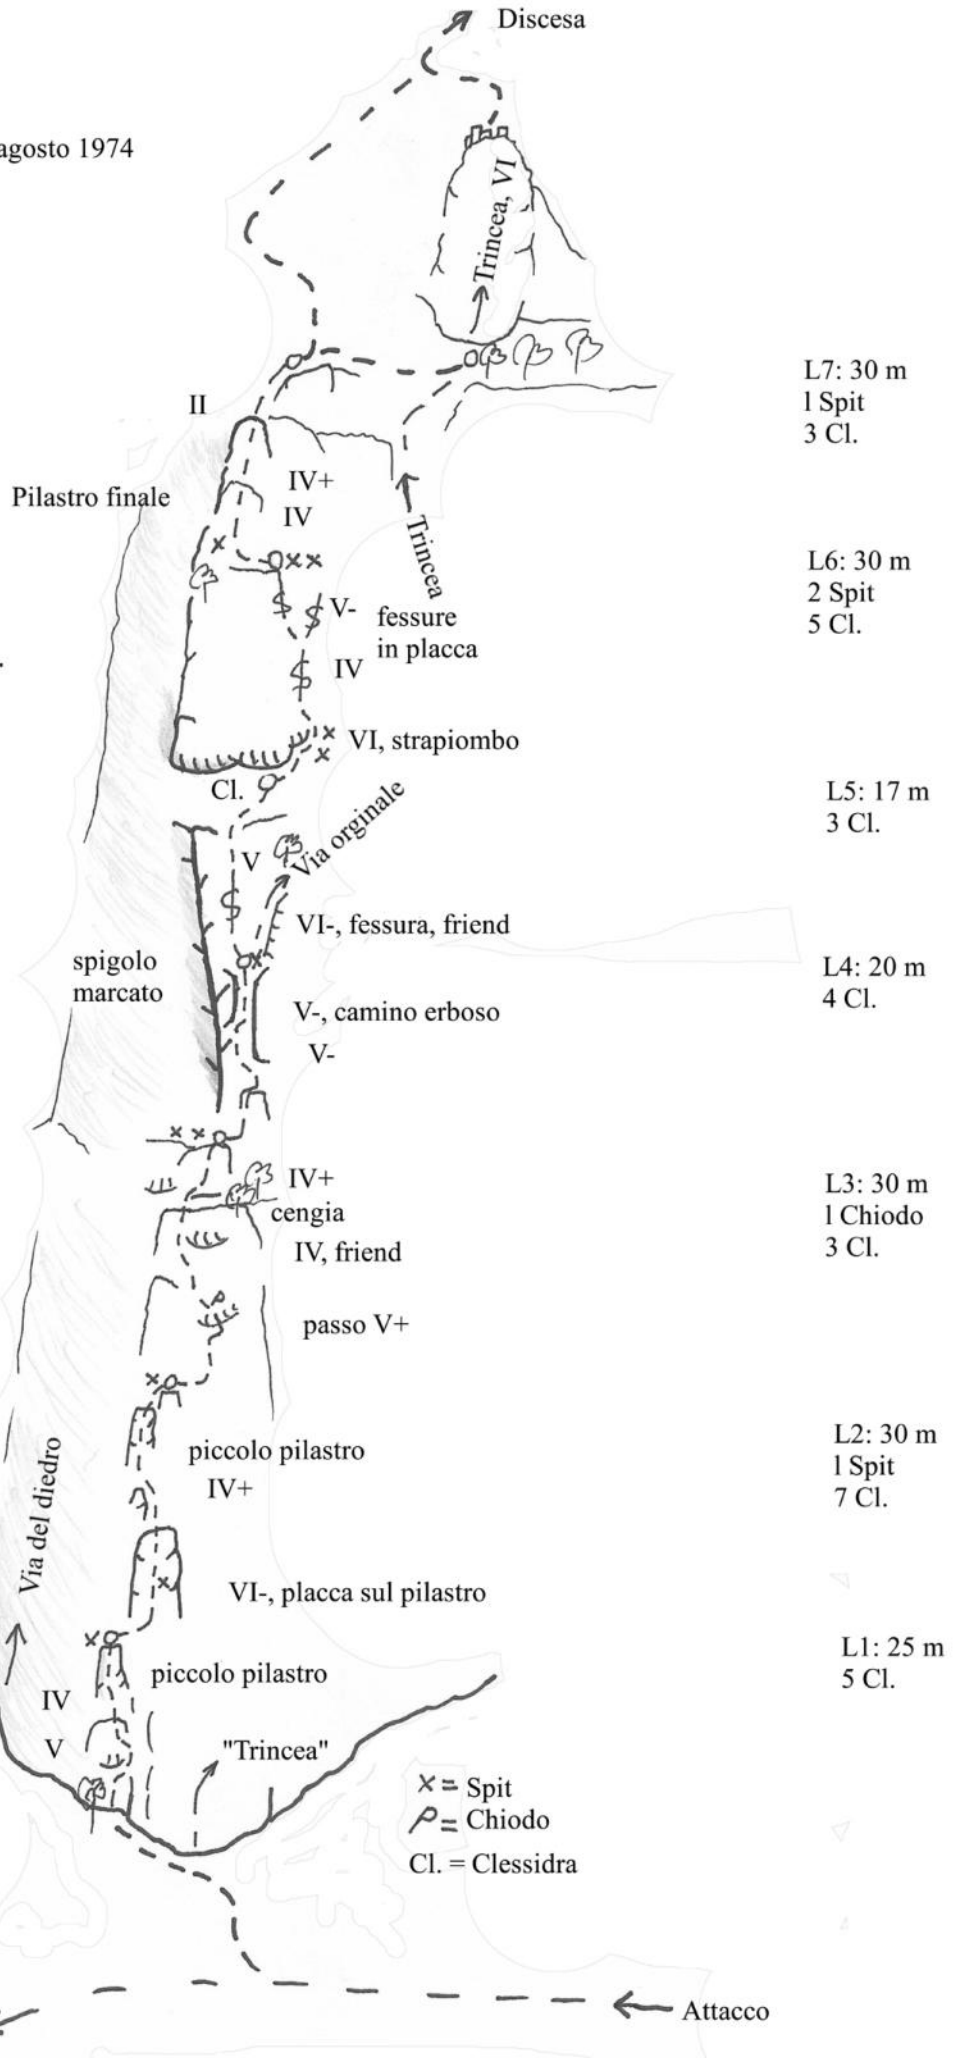 Discesa
agosto 1974
Trincea, VI
L7: 30 m
1 Spit
3 Cl.
II
IV+
Pilastro finale
IV
Trincea
L6: 30 m
2 Spit
5 Cl.
V-
fessure
in placca
IV
VI, strapiombo
Cl.
L5: 17 m
3 Cl.
Via orginale
V
VI-, fessura, friend
spigolo
marcato
L4: 20 m
4 Cl.
V-, camino erboso
V-
IV+
cengia
L3: 30 m
1 Chiodo
3 Cl.
IV, friend
passo V+
L2: 30 m
1 Spit
7 Cl.
piccolo pilastro
IV+
Via del diedro
VI-, placca sul pilastro
L1: 25 m
5 Cl.
piccolo pilastro
IV
V
"Trincea"
x = Spit
= Chiodo
Cl. = Clessidra
Attacco